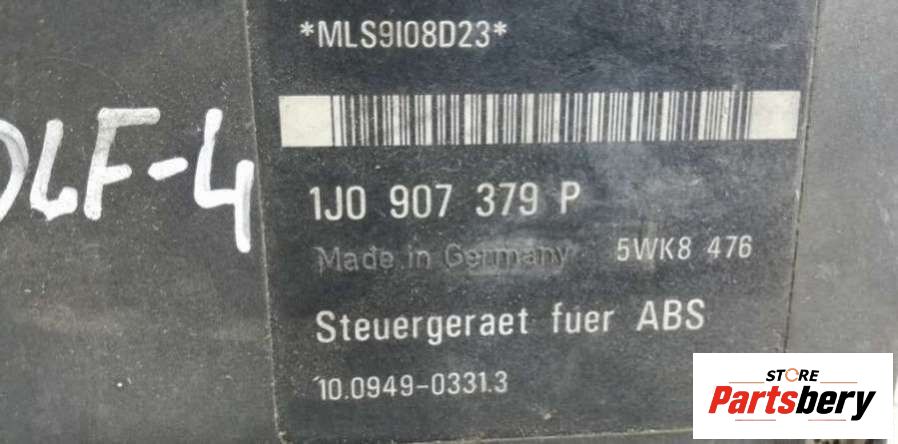 *MLS9I08D23*
OLF-4
1J0 907 379 P
Made in Germany 5WK8 476
Steuergeraet fuer ABS
10.0949-0331.3
STORE
Partsbery